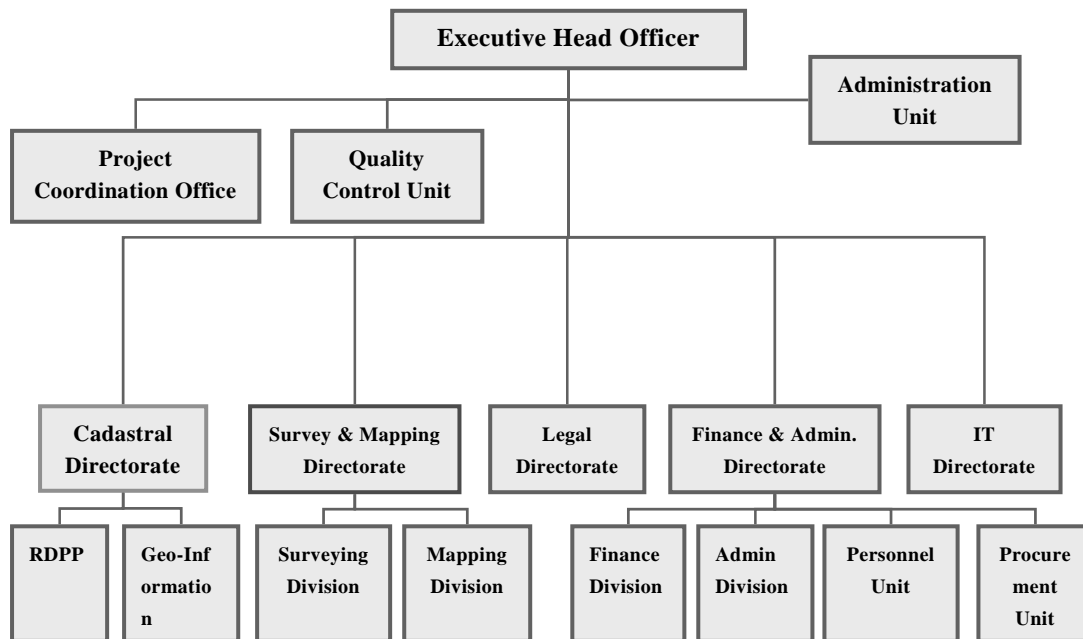 Executive Head Officer
Administration
Unit
Project
Coordination Office
Quality
Control Unit
Cadastral
Directorate
Survey & Mapping
Directorate
Legal
Directorate
Finance & Admin.
Directorate
IT
Directorate
RDPP
Geo-Inf
ormatio
n
Surveying
Division
Mapping
Division
Finance
Division
Admin
Division
Personnel
Unit
Procure
ment
Unit